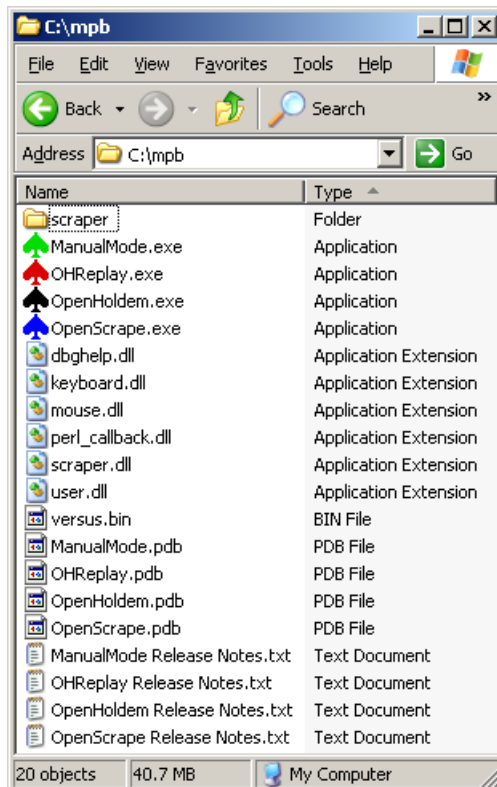 C:\mpb
File Edit View Favorites Tools Help
Back Search »
Address C:\mpb Go
Name Type
scraper Folder
ManualMode.exe Application
OHReplay.exe Application
OpenHoldem.exe Application
OpenScrape.exe Application
dbghelp.dll Application Extension
keyboard.dll Application Extension
mouse.dll Application Extension
perl_callback.dll Application Extension
scraper.dll Application Extension
user.dll Application Extension
versus.bin BIN File
ManualMode.pdb PDB File
OHReplay.pdb PDB File
OpenHoldem.pdb PDB File
OpenScrape.pdb PDB File
ManualMode Release Notes.txt Text Document
OHReplay Release Notes.txt Text Document
OpenHoldem Release Notes.txt Text Document
OpenScrape Release Notes.txt Text Document
20 objects 40.7 MB My Computer